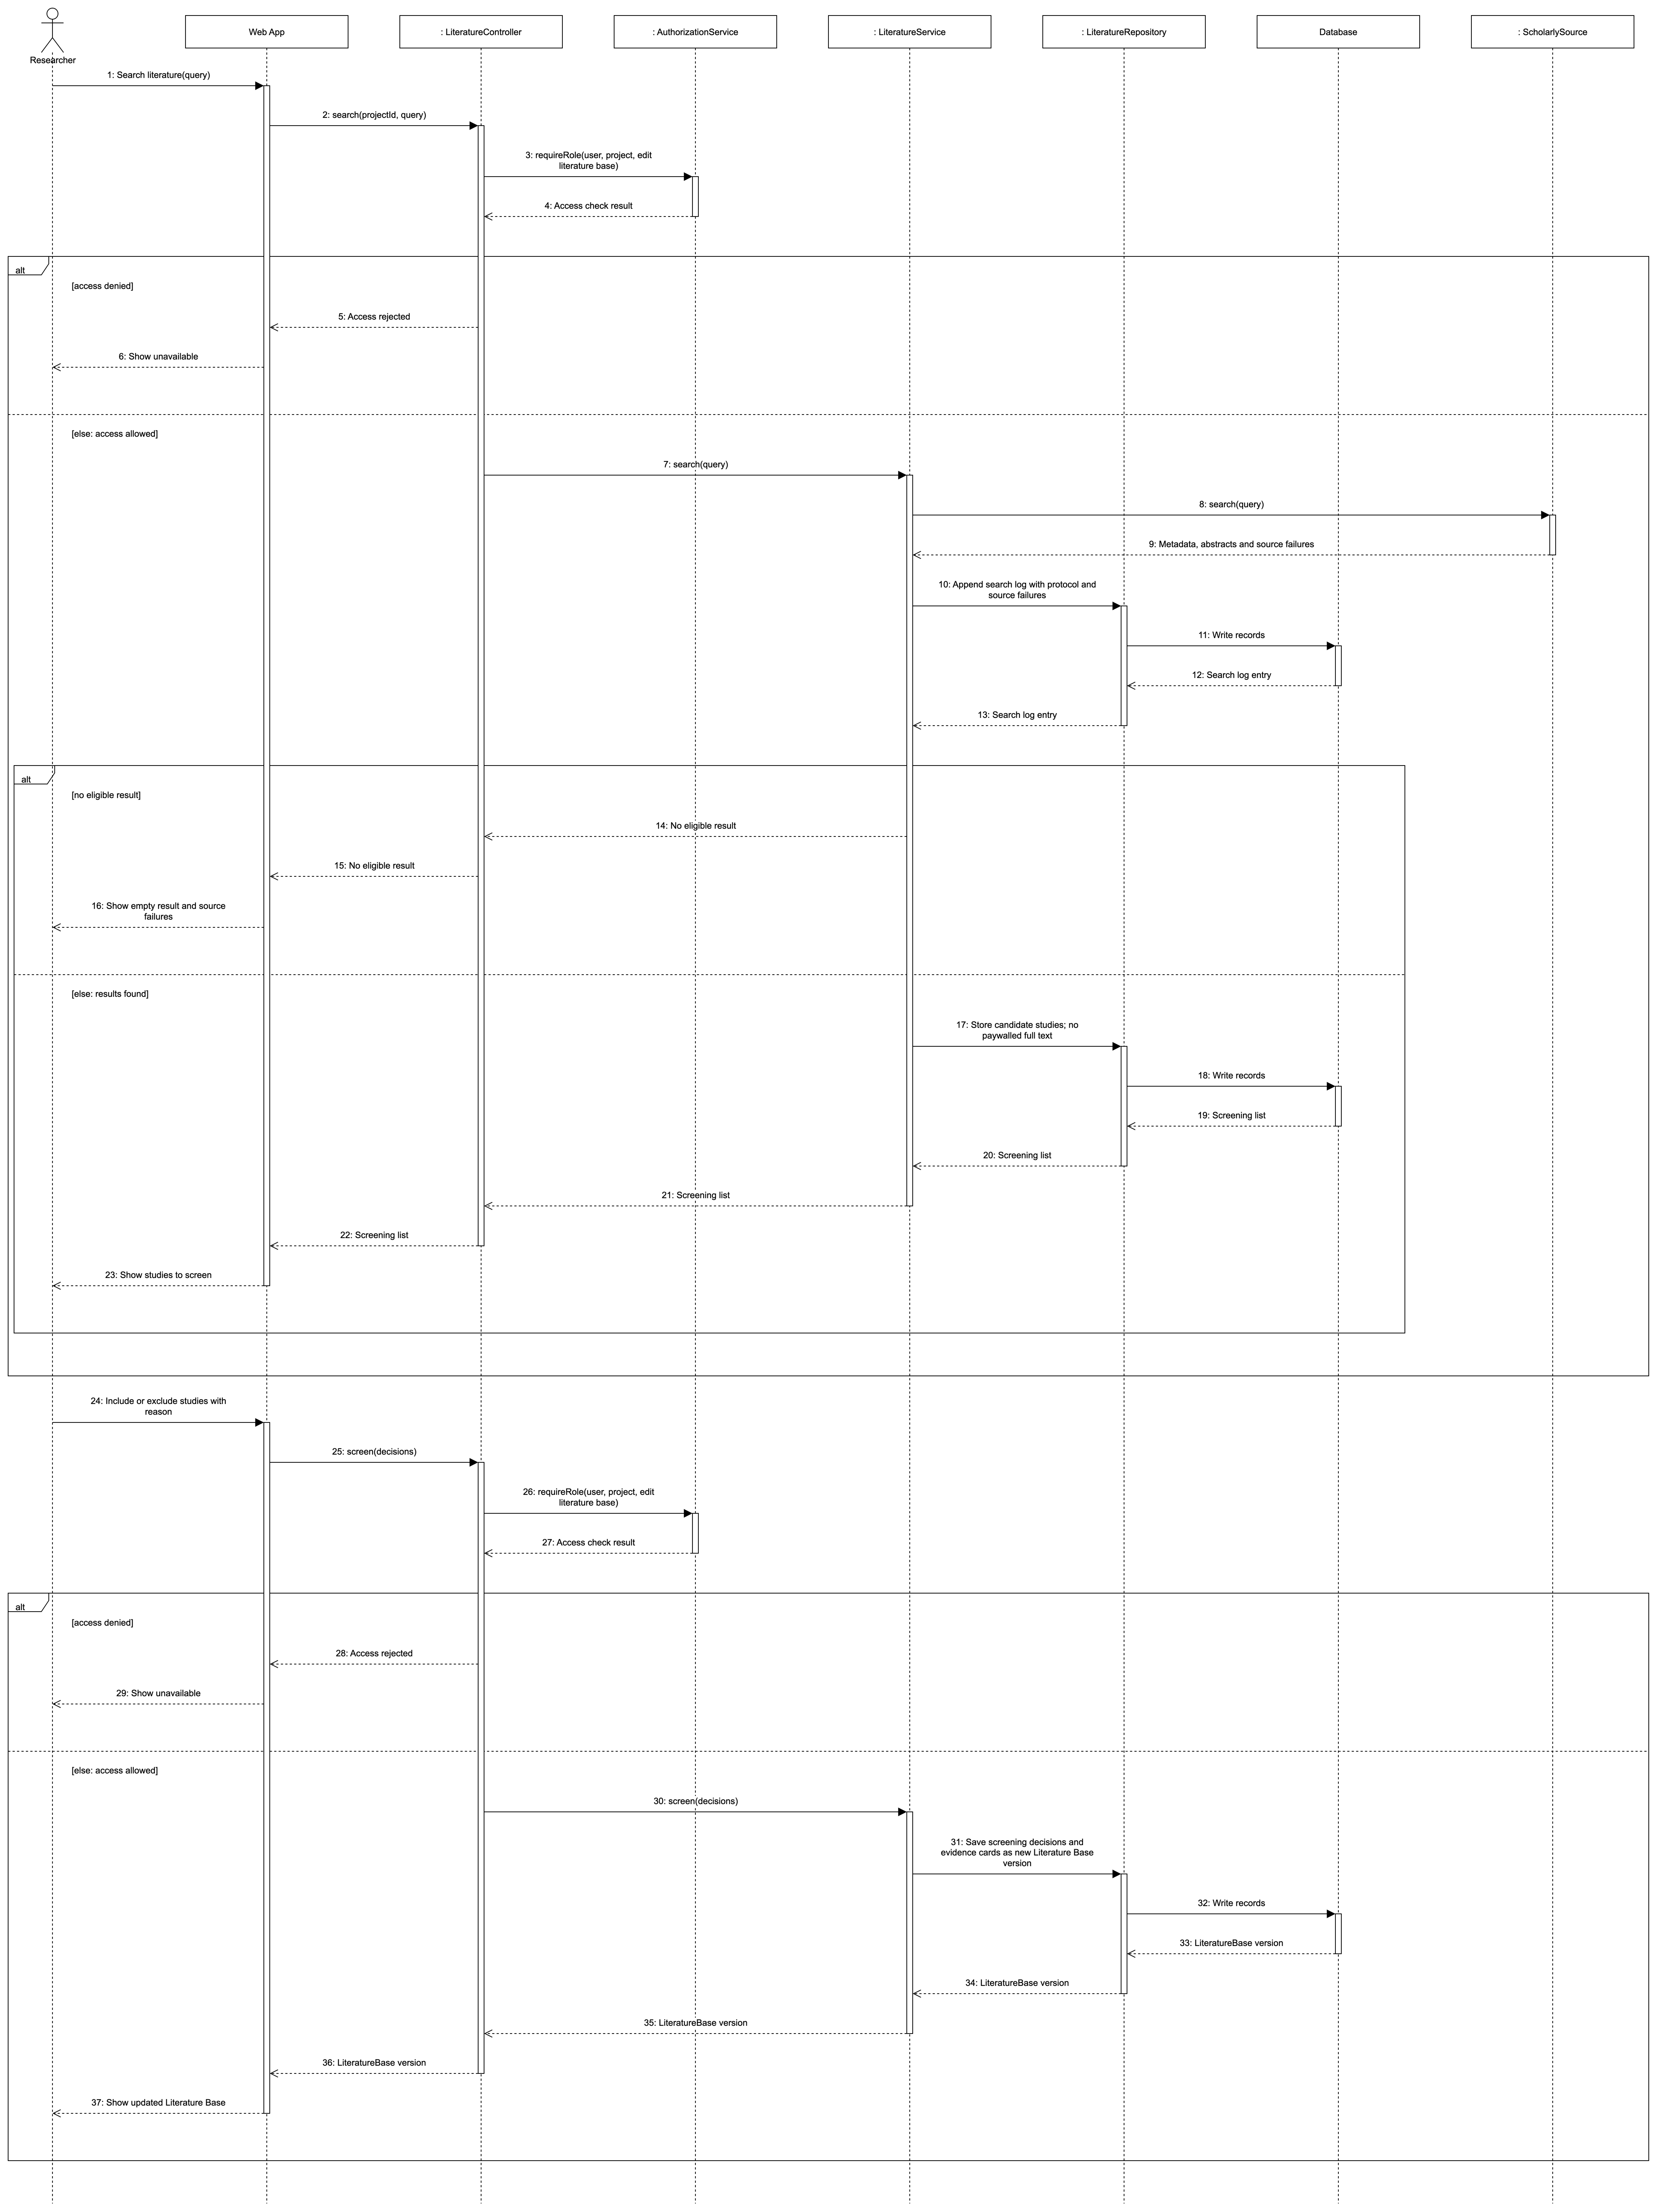 Researcher
Web App
: LiteratureController
: AuthorizationService
: LiteratureService
: LiteratureRepository
Database
: ScholarlySource
1: Search literature(query)
2: search(projectId, query)
3: requireRole(user, project, edit
literature base)
4: Access check result
alt
[access denied]
5: Access rejected
6: Show unavailable
[else: access allowed]
7: search(query)
8: search(query)
9: Metadata, abstracts and source failures
10: Append search log with protocol and
source failures
11: Write records
12: Search log entry
13: Search log entry
alt
[no eligible result]
14: No eligible result
15: No eligible result
16: Show empty result and source
failures
[else: results found]
17: Store candidate studies; no
paywalled full text
18: Write records
19: Screening list
20: Screening list
21: Screening list
22: Screening list
23: Show studies to screen
24: Include or exclude studies with
reason
25: screen(decisions)
26: requireRole(user, project, edit
literature base)
27: Access check result
alt
[access denied]
28: Access rejected
29: Show unavailable
[else: access allowed]
30: screen(decisions)
31: Save screening decisions and
evidence cards as new Literature Base
version
32: Write records
33: LiteratureBase version
34: LiteratureBase version
35: LiteratureBase version
36: LiteratureBase version
37: Show updated Literature Base